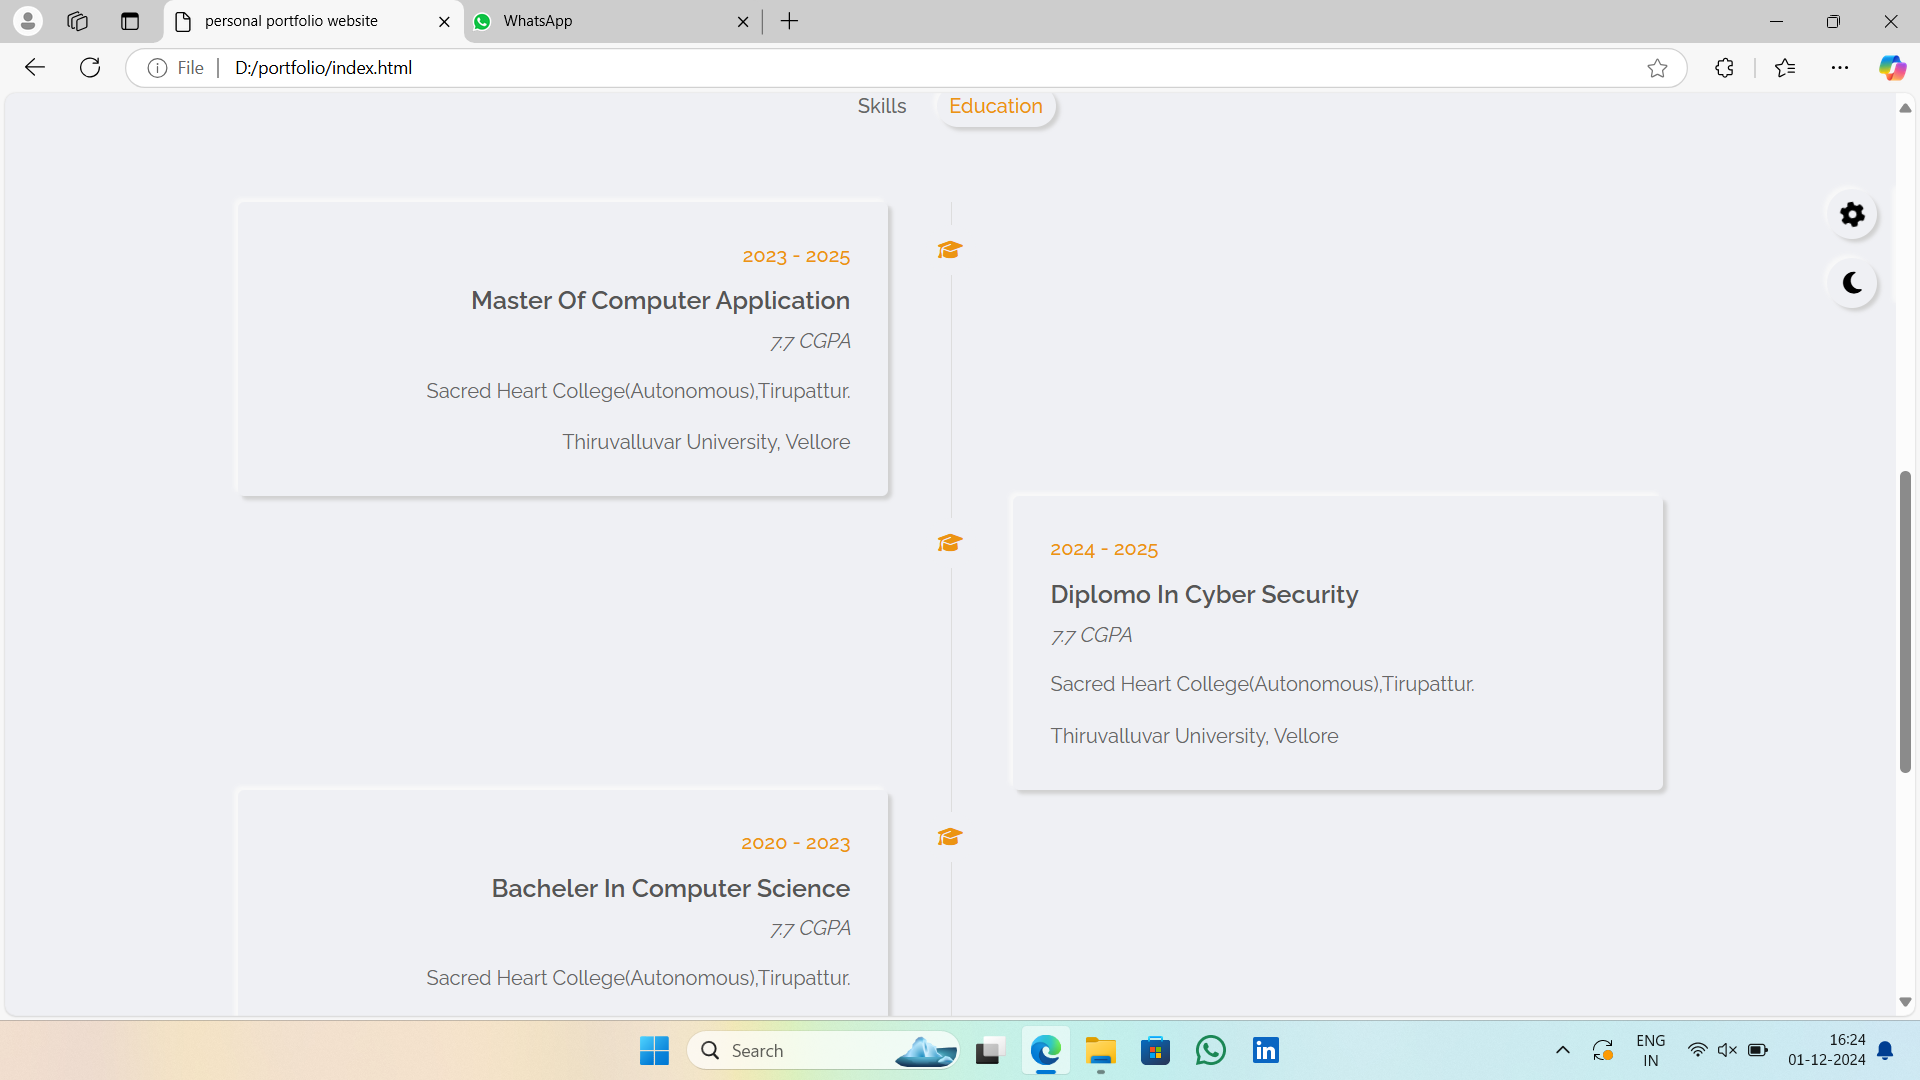 personal portfolio website
WhatsApp
File
D:/portfolio/index.html
Skills
Education
2023 - 2025
Master Of Computer Application
7.7 CGPA
Sacred Heart College(Autonomous),Tirupattur.
Thiruvalluvar University, Vellore
2024 - 2025
Diplomo In Cyber Security
7.7 CGPA
Sacred Heart College(Autonomous),Tirupattur.
Thiruvalluvar University, Vellore
2020 - 2023
Bacheler In Computer Science
7.7 CGPA
Sacred Heart College(Autonomous),Tirupattur.
Search
in
ENG
IN
16:24
01-12-2024